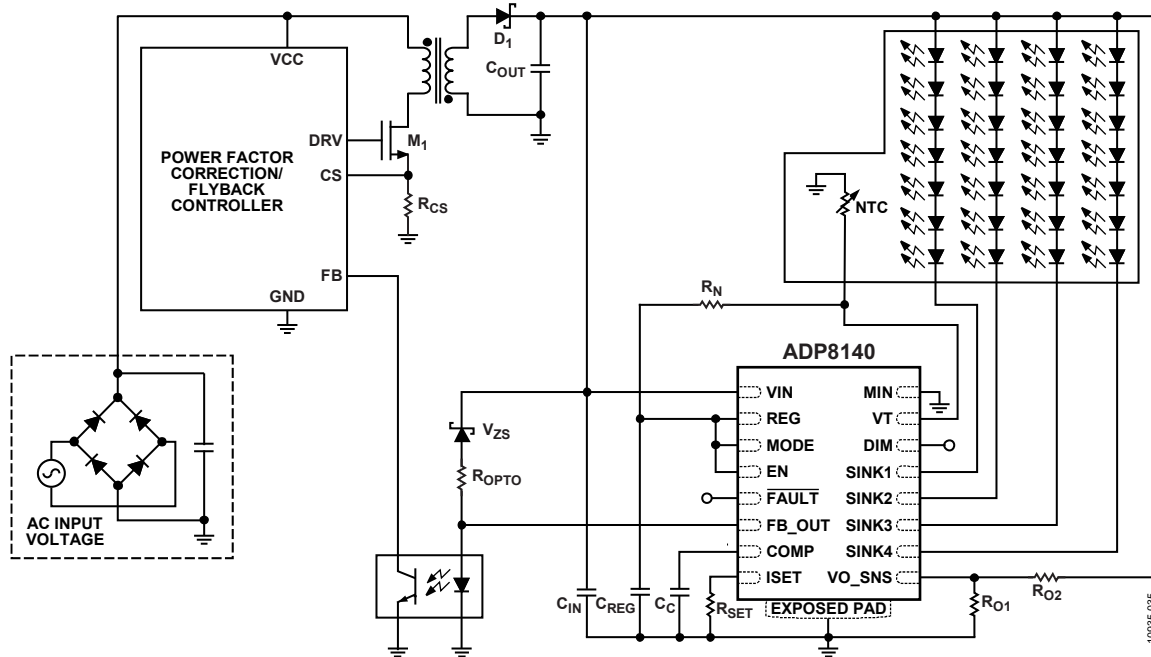 VCC
D1
COUT
DRV
M1
POWER FACTOR
CORRECTION/
FLYBACK
CONTROLLER
CS
RCS
NTC
FB
GND
RN
ADP8140
VIN
MIN
REG
VT
VZS
MODE
DIM
EN
SINK1
ROPTO
FAULT
SINK2
AC INPUT
VOLTAGE
FB_OUT
SINK3
COMP
SINK4
ISET
VO_SNS
RO2
CIN
CREG
CC
RSET
EXPOSED PAD
RO1
10935-035